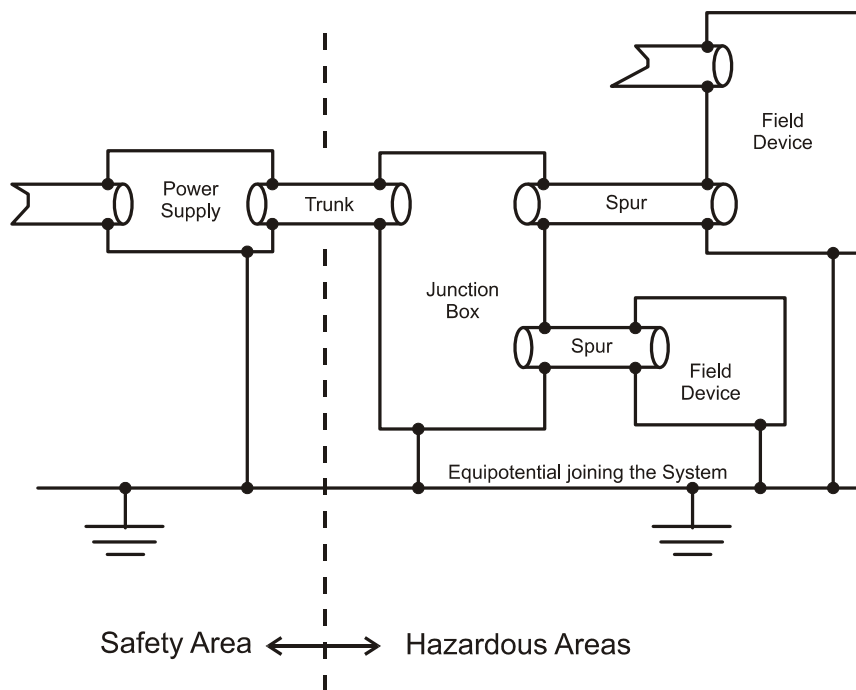 Field
Device
Power
Supply
Trunk
Spur
Junction
Box
Spur
Field
Device
Equipotential joining the System
Safety Area
Hazardous Areas